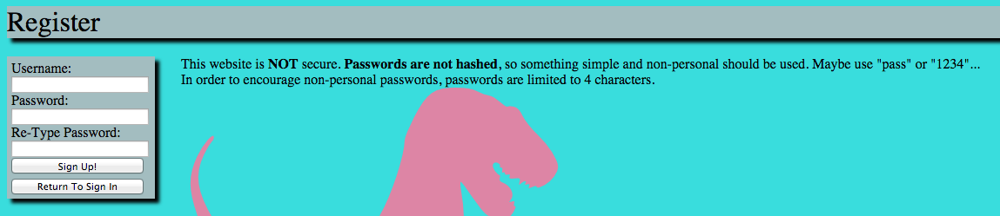 Register
Username:
Password:
Re-Type Password:
Sign Up!
Return To Sign In
This website is NOT secure. Passwords are not hashed, so something simple and non-personal should be used. Maybe use "pass" or "1234"...
In order to encourage non-personal passwords, passwords are limited to 4 characters.